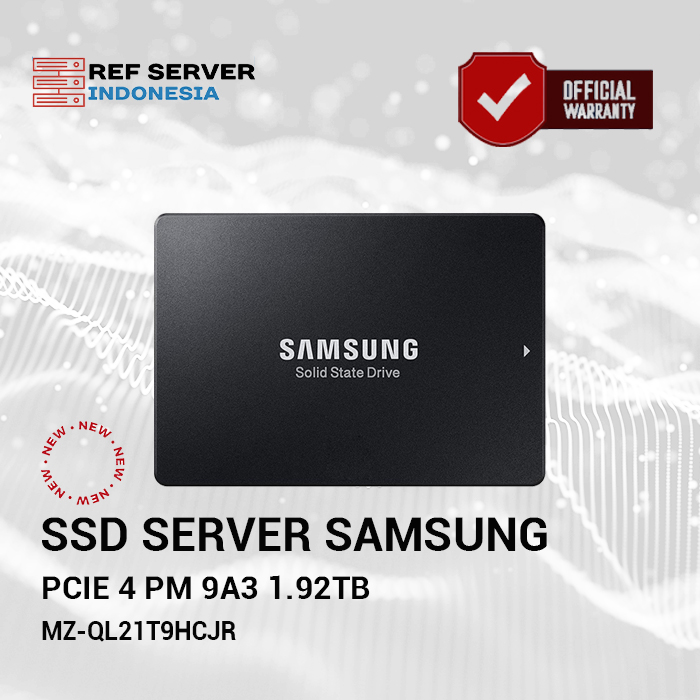 REF SERVER
INDONESIA
OFFICIAL
WARRANTY
SAMSUNG
Solid State Drive
NEW • NEW • NEW • NEW • NEW •
SSD SERVER SAMSUNG
PCIE 4 PM 9A3 1.92TB
MZ-QL21T9HCJR